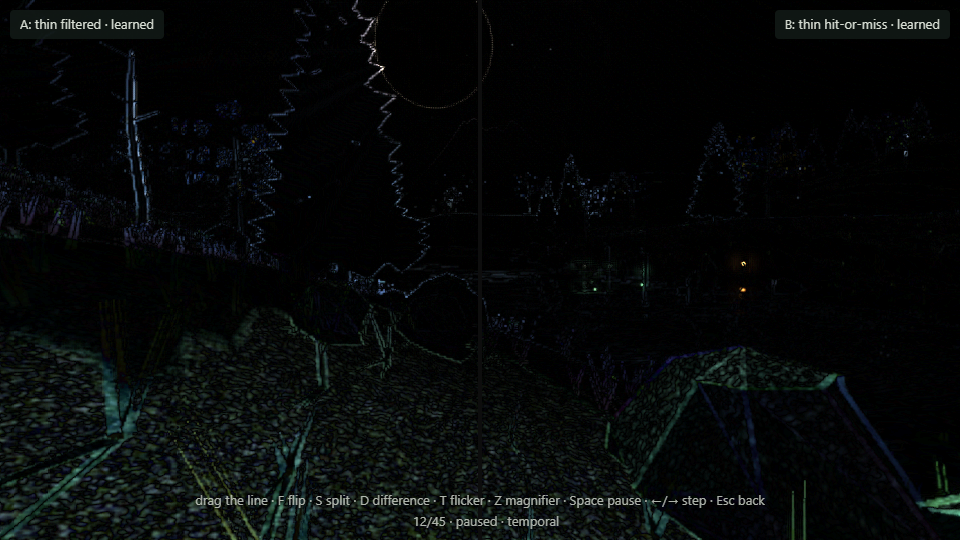 A: thin filtered · learned
B: thin hit-or-miss · learned
drag the line · F flip · S split · D difference · T flicker · Z magnifier · Space pause · ←/→ step · Esc back
12/45 · paused · temporal